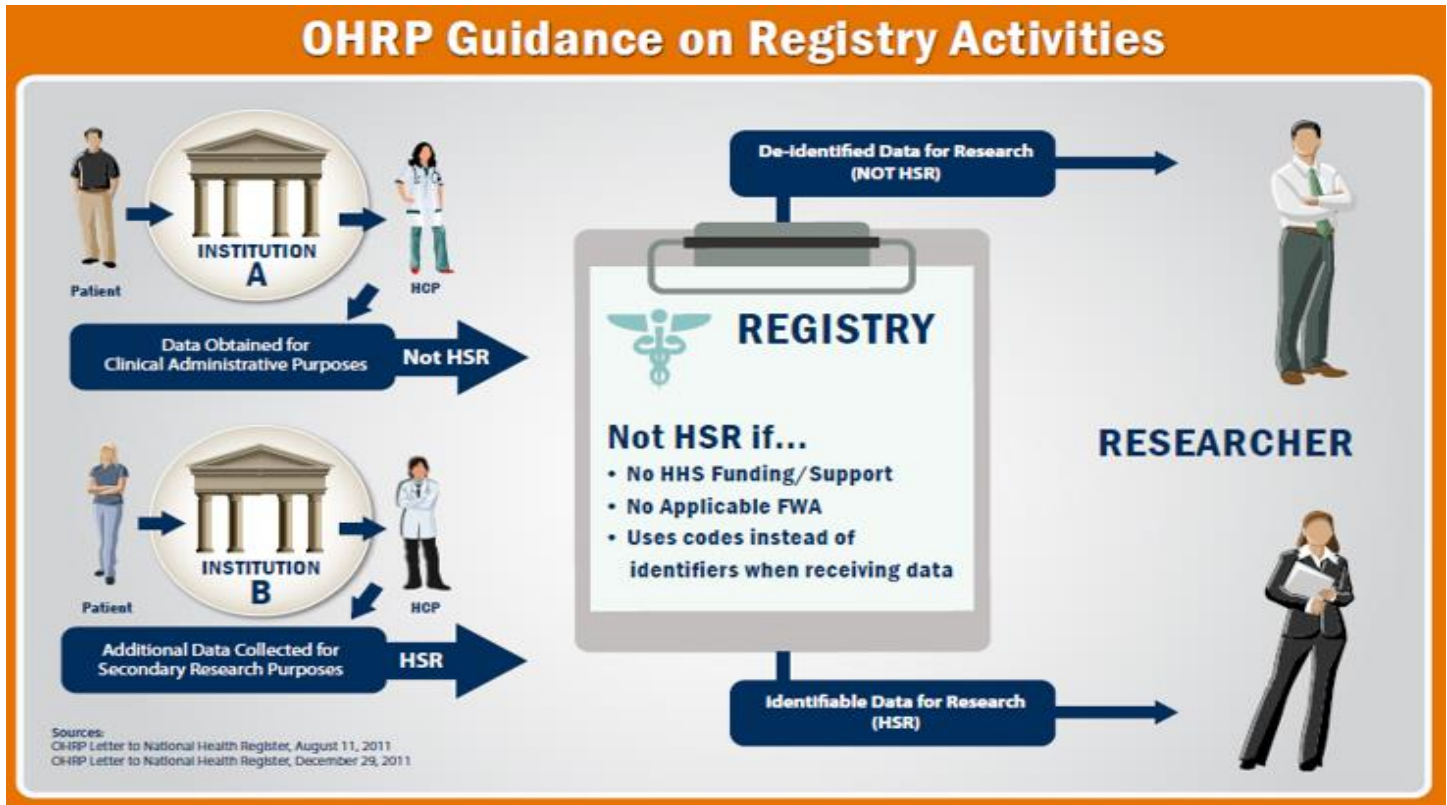 OHRP Guidance on Registry Activities
Patient
INSTITUTION
A
HCP
Data Obtained for
Clinical Administrative Purposes
Not HSR
Patient
INSTITUTION
B
HCP
Additional Data Collected for
Secondary Research Purposes
HSR
Sources:
OHRP Letter to National Health Register, August 11, 2011
OHRP Letter to National Health Register, December 29, 2011
De-identified Data for Research
(NOT HSR)
REGISTRY
Not HSR if...
• No HHS Funding/Support
• No Applicable FWA
• Uses codes instead of
identifiers when receiving data
Identifiable Data for Research
(HSR)
RESEARCHER